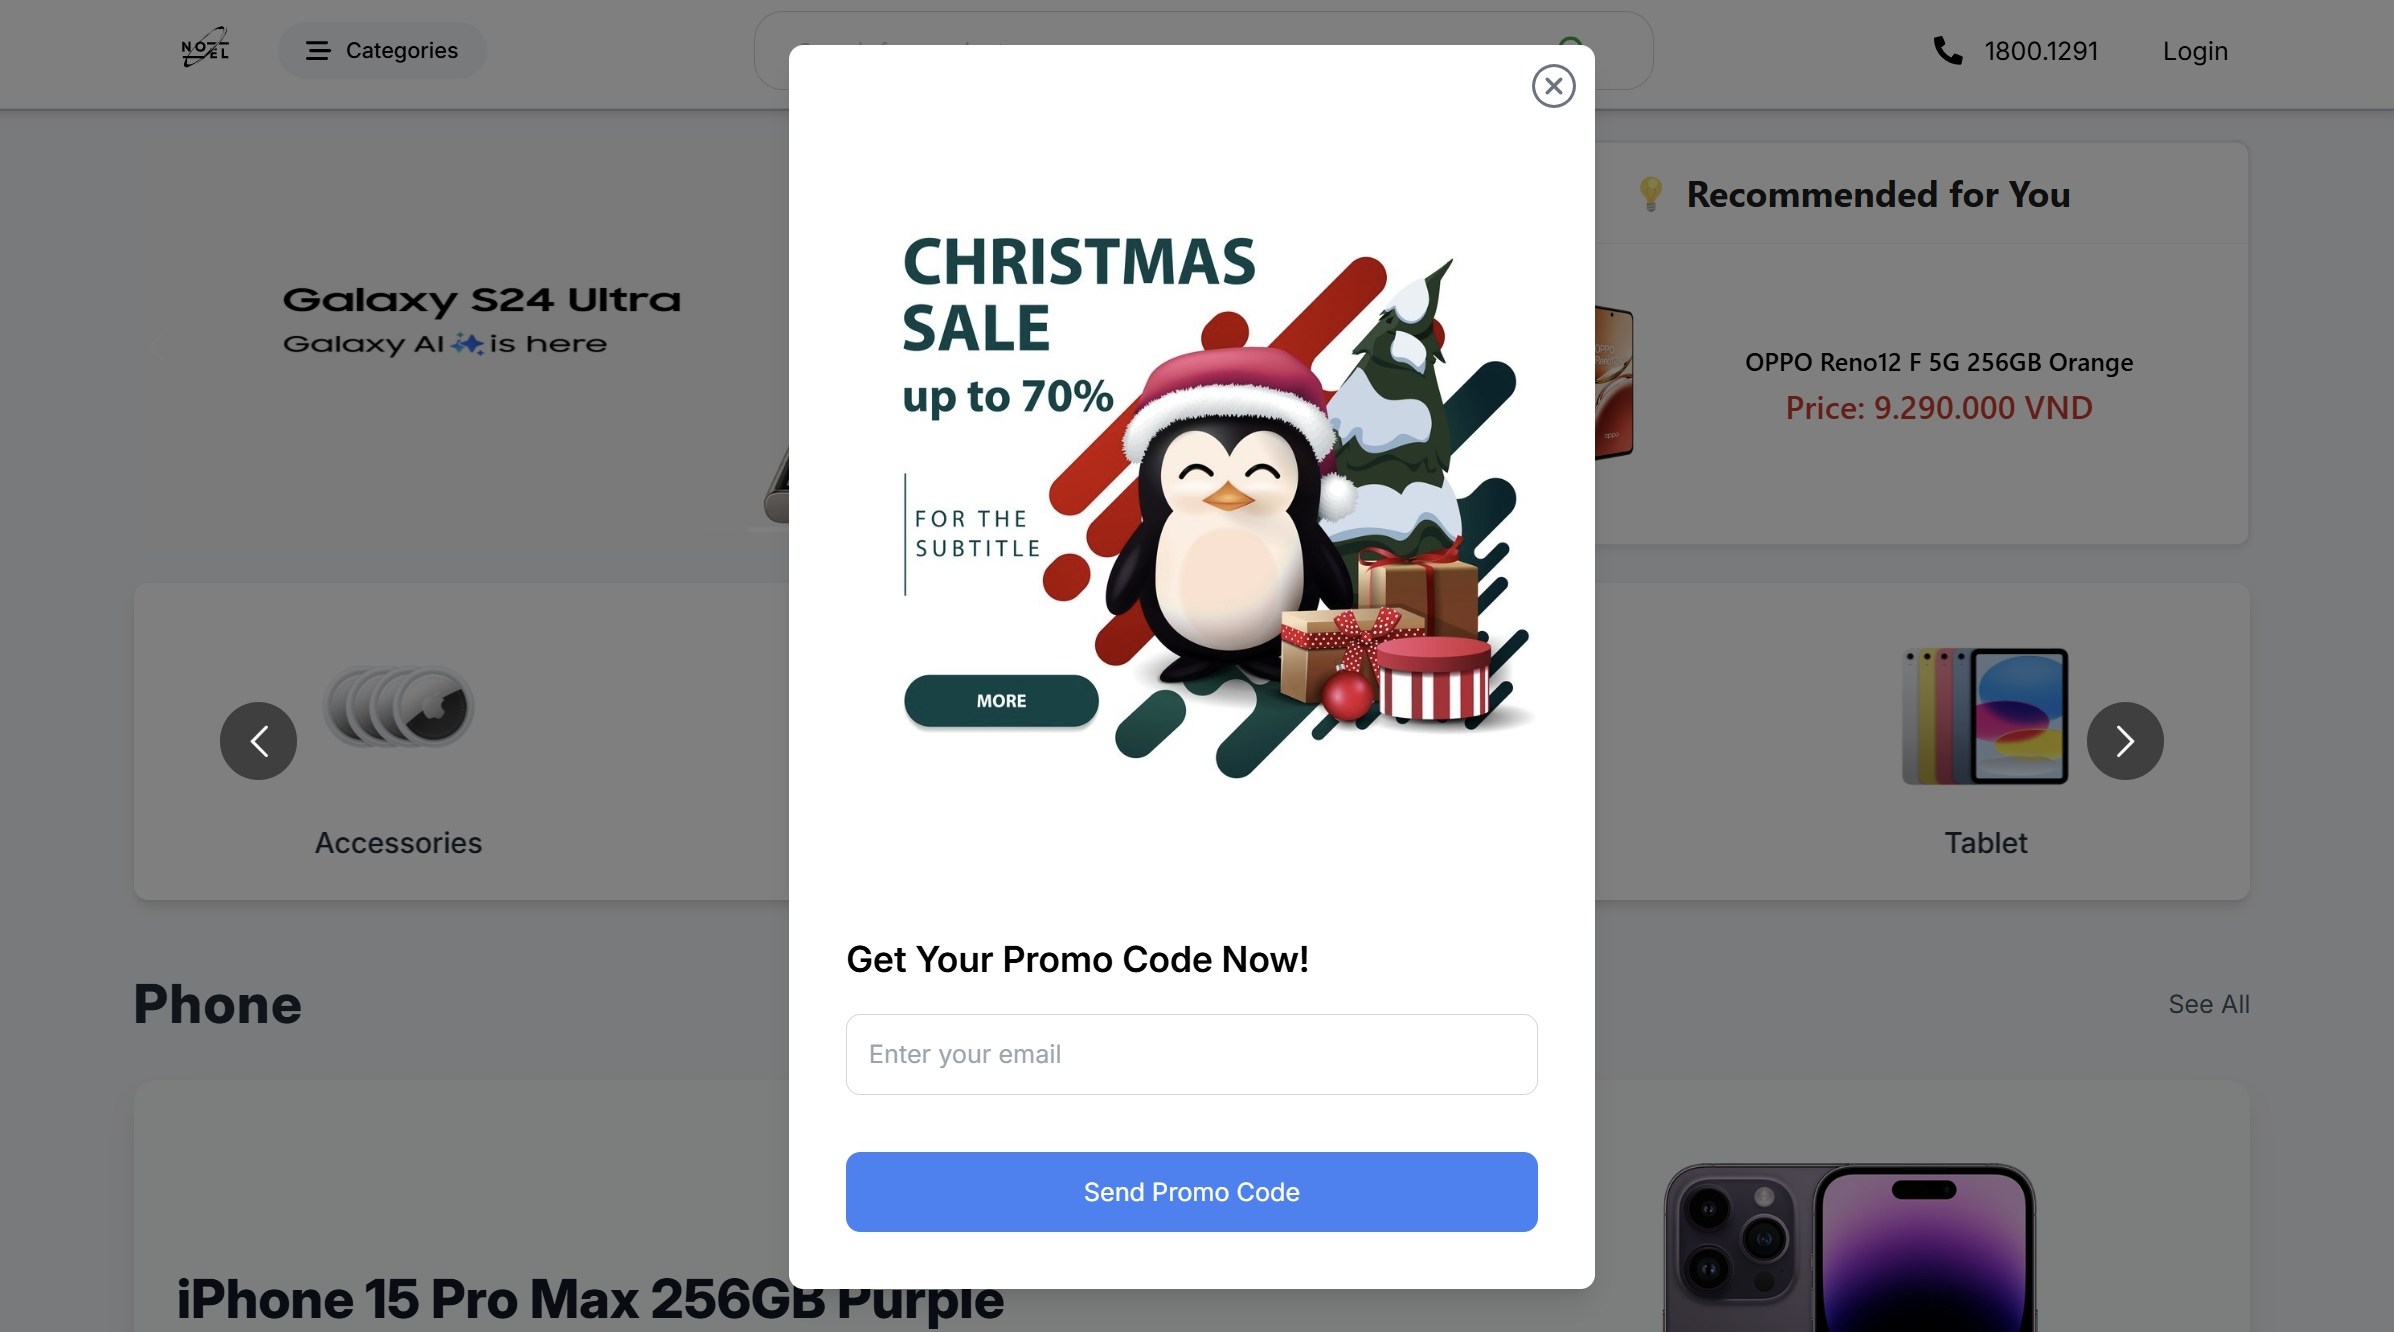 NOEL
Categories
1800.1291
Login
Recommended for You
Galaxy S24 Ultra
Galaxy AI is here
OPPO Reno12 F 5G 256GB Orange
Price: 9.290.000 VND
CHRISTMAS
SALE
up to 70%
FOR THE
SUBTITLE
MORE
Accessories
Tablet
Get Your Promo Code Now!
Enter your email
Send Promo Code
Phone
See All
iPhone 15 Pro Max 256GB Purple